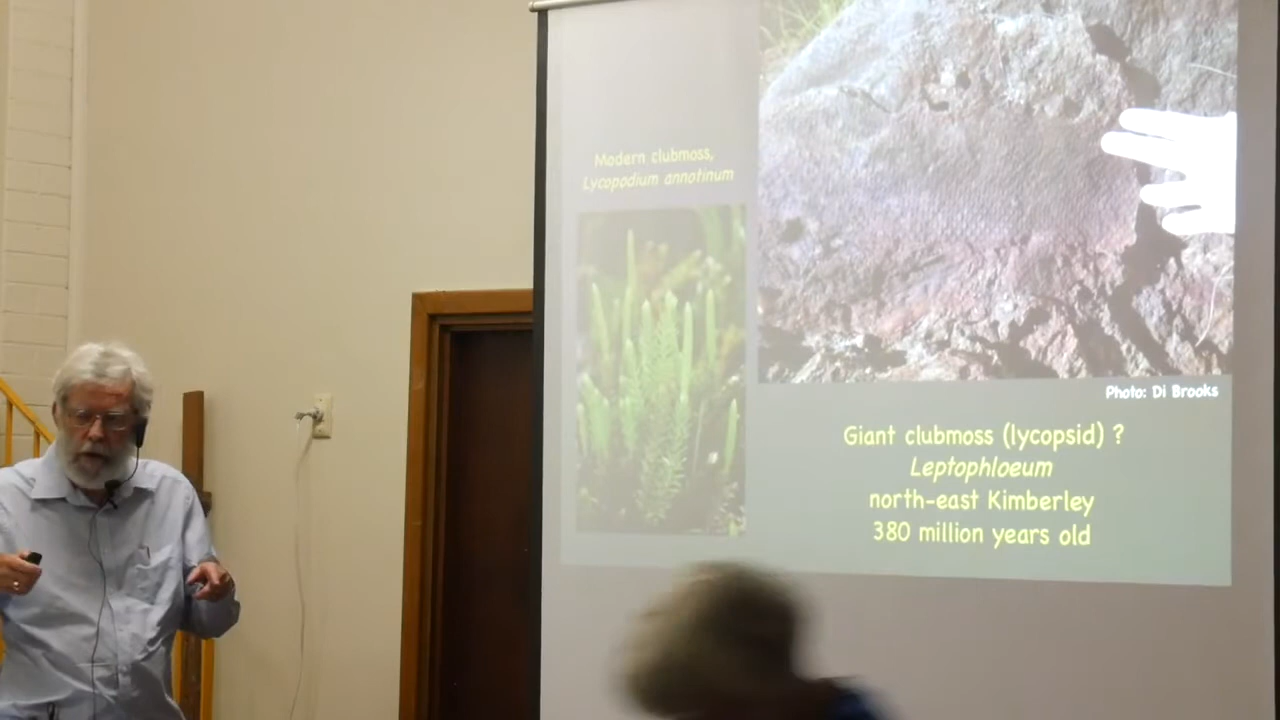 Modern clubmoss,
Lycopodium annotinum
Photo: Di Brooks
Giant clubmoss (lycopsid) ?
Leptophloeum
north-east Kimberley
380 million years old